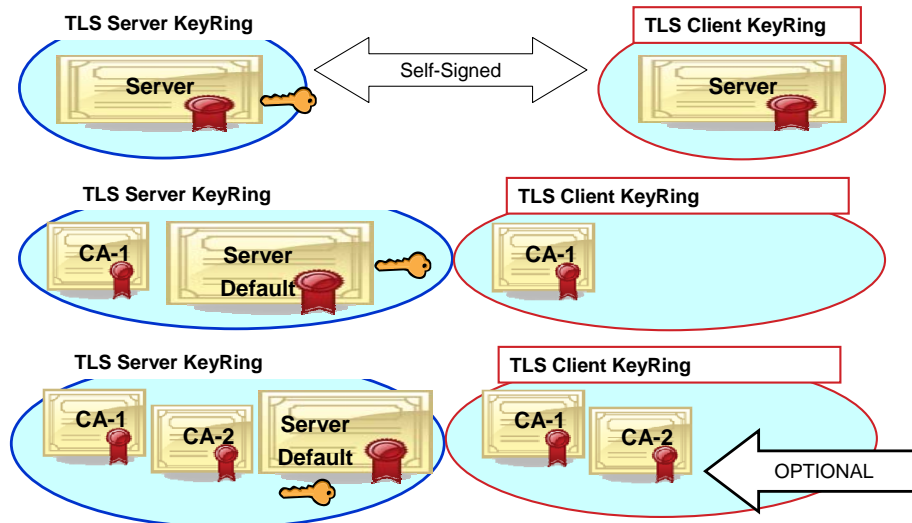 TLS Server KeyRing
TLS Client KeyRing
Server
Self-Signed
Server
TLS Server KeyRing
TLS Client KeyRing
CA-1
Server
Default
CA-1
TLS Server KeyRing
TLS Client KeyRing
CA-1
CA-2
Server
Default
CA-1
CA-2
OPTIONAL